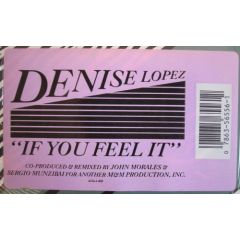 DENISE LOPEZ
"IF YOU FEEL IT"
CO-PRODUCED & REMIXED BY JOHN MORALES &
SERGIO MUNZIBAI FOR ANOTHER M&M PRODUCTION, INC.
0 7863-56556-1